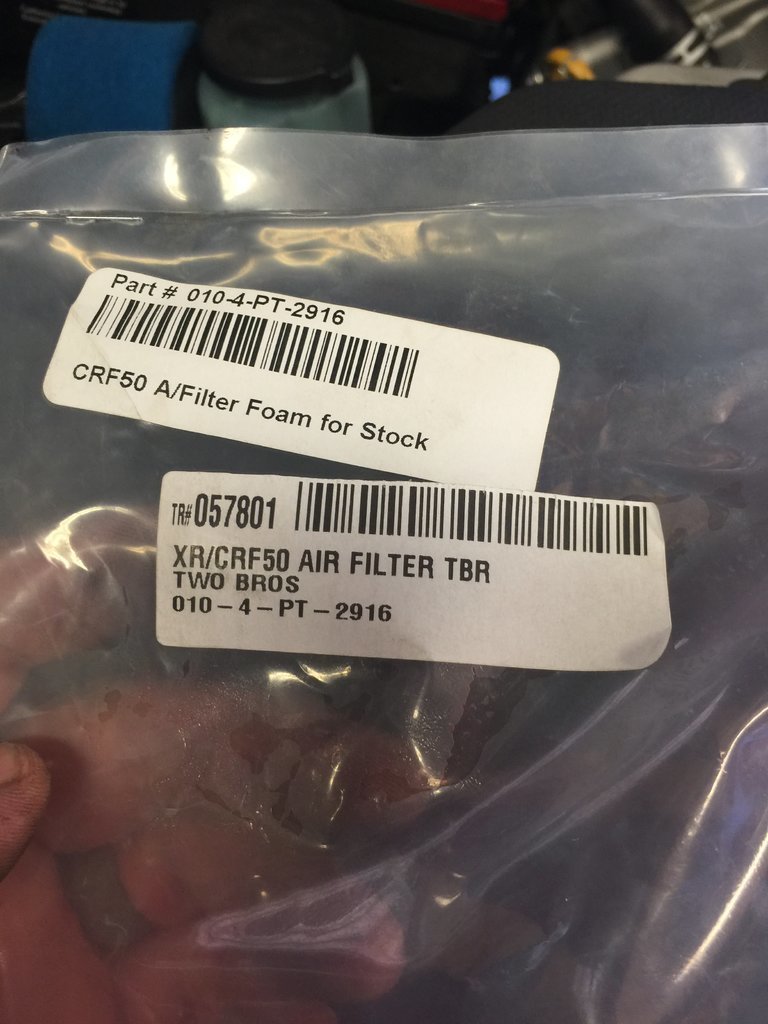 Part # 010-4-PT-2916
CRF50 A/Filter Foam for Stock
TR# 057801
XR/CRF50 AIR FILTER TBR
TWO BROS
010-4-PT-2916